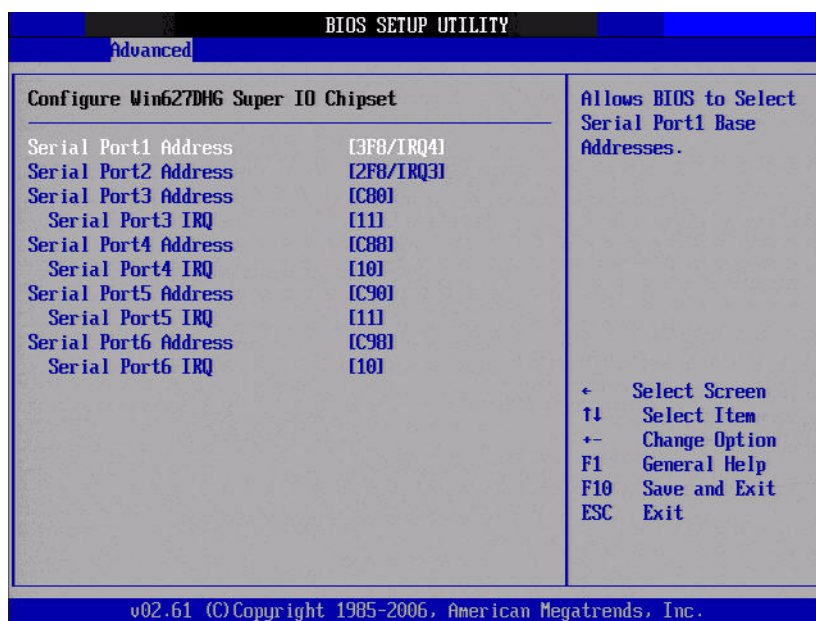 BIOS SETUP UTILITY
Advanced
Configure Win627DHG Super IO Chipset
Serial Port1 Address [3F8/IRQ4]
Serial Port2 Address [2F8/IRQ3]
Serial Port3 Address [C80]
Serial Port3 IRQ [11]
Serial Port4 Address [C88]
Serial Port4 IRQ [10]
Serial Port5 Address [C90]
Serial Port5 IRQ [11]
Serial Port6 Address [C98]
Serial Port6 IRQ [10]
Allows BIOS to Select
Serial Port1 Base
Addresses.
← Select Screen
↑↓ Select Item
+- Change Option
F1 General Help
F10 Save and Exit
ESC Exit
v02.61 (C)Copyright 1985-2006, American Megatrends, Inc.